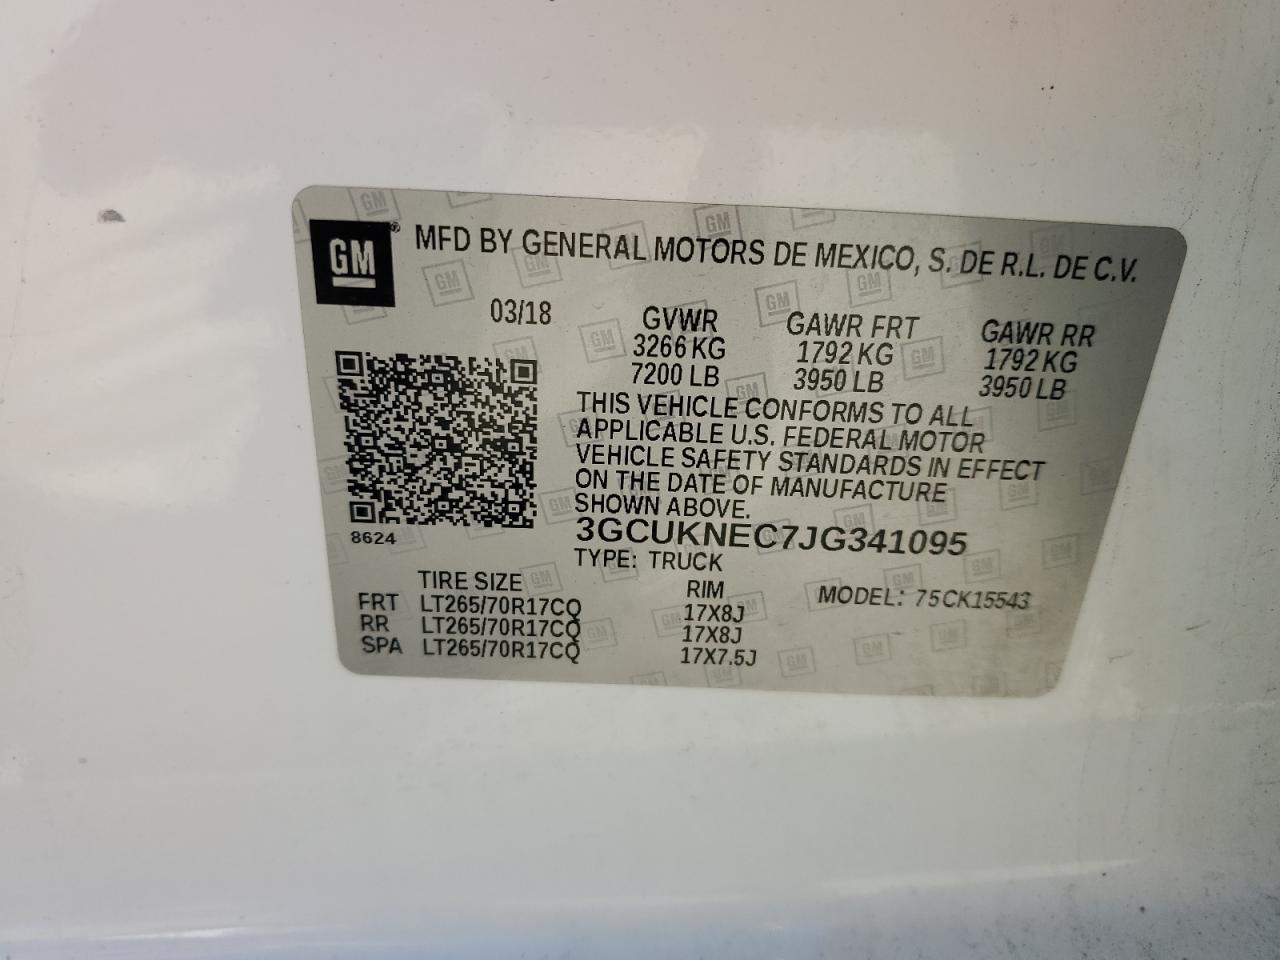 GM® MFD BY GENERAL MOTORS DE MEXICO, S. DE R.L. DE C.V.
03/18 GVWR GAWR FRT GAWR RR
3266 KG 1792 KG 1792 KG
7200 LB 3950 LB 3950 LB
THIS VEHICLE CONFORMS TO ALL
APPLICABLE U.S. FEDERAL MOTOR
VEHICLE SAFETY STANDARDS IN EFFECT
ON THE DATE OF MANUFACTURE
SHOWN ABOVE.
8624 3GCUKNEC7JG341095
TYPE: TRUCK
TIRE SIZE RIM MODEL: 75CK15543
FRT LT265/70R17CQ 17X8J
RR LT265/70R17CQ 17X8J
SPA LT265/70R17CQ 17X7.5J